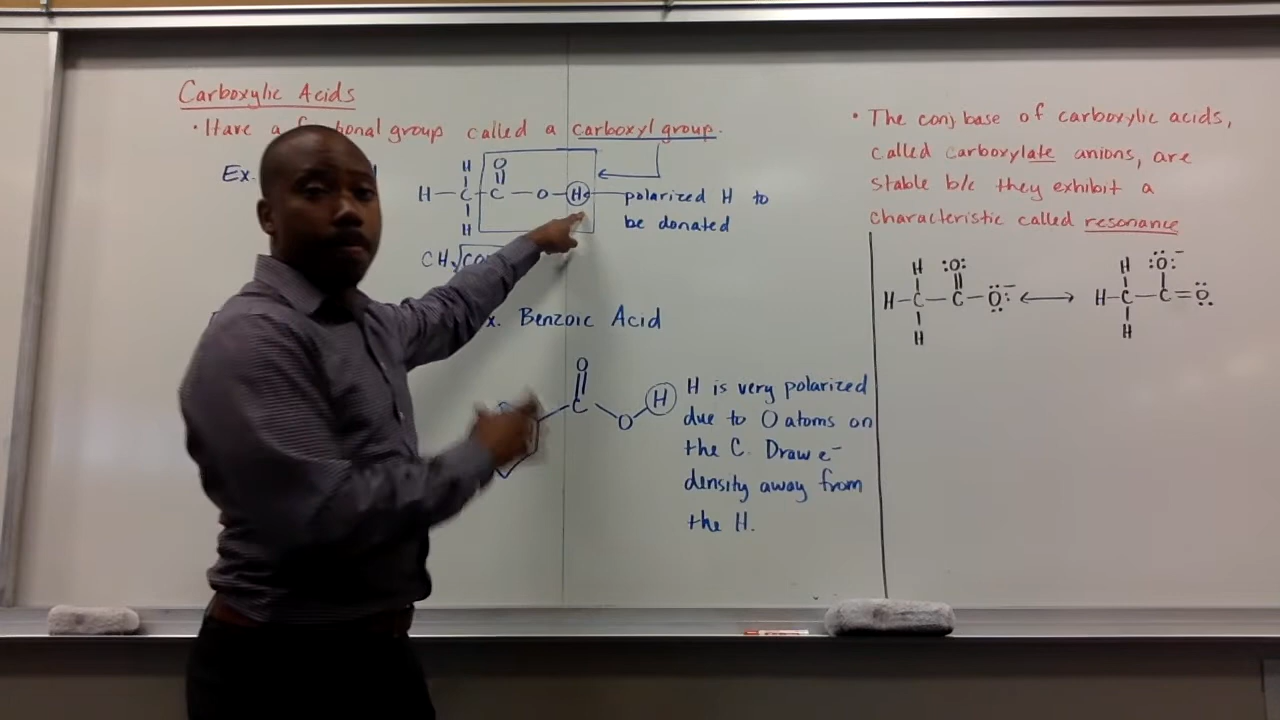 Carboxylic Acids
• Have a functional group called a carboxyl group.
Ex.
H O
H – C – C – O – H
H
polarized H to
be donated
CH₃
Ex. Benzoic Acid
O
C
O
H
H is very polarized
due to O atoms on
the C. Draw e⁻
density away from
the H.
• The conj base of carboxylic acids,
called carboxylate anions, are
stable b/c they exhibit a
characteristic called resonance
H :O:
H – C – C – O:⁻
H
H :O:⁻
H – C – C = O
H